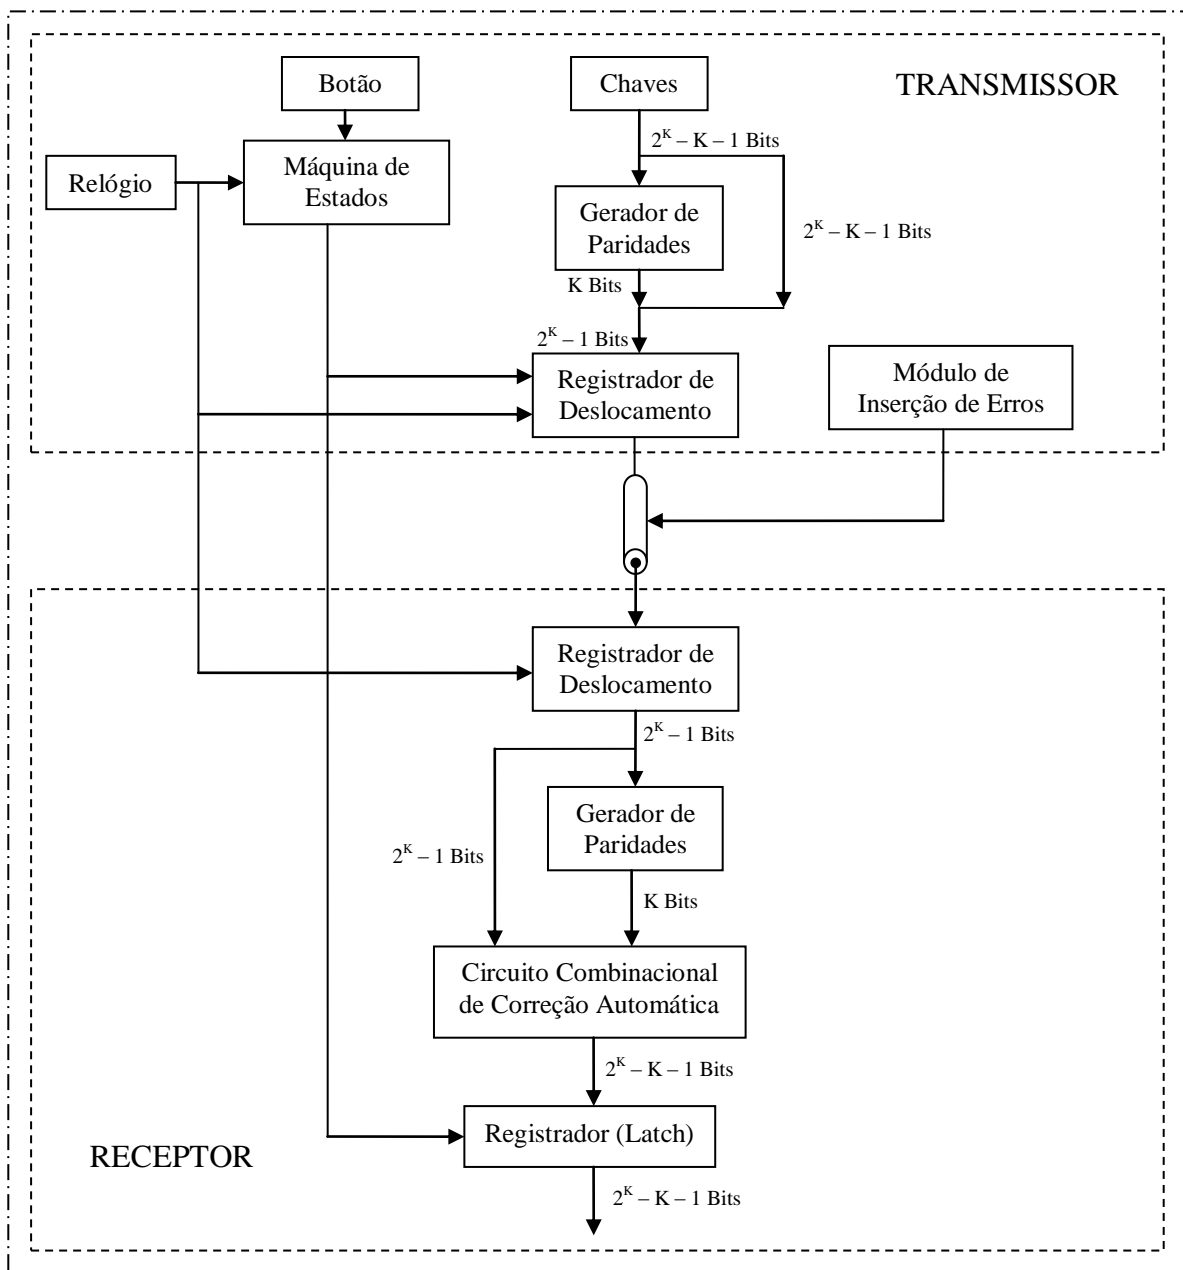 TRANSMISSOR
Botão
Chaves
2^K – K – 1 Bits
Relógio
Máquina de
Estados
Gerador de
Paridades
2^K – K – 1 Bits
K Bits
2^K – 1 Bits
Registrador de
Deslocamento
Módulo de
Inserção de Erros
Registrador de
Deslocamento
2^K – 1 Bits
Gerador de
Paridades
2^K – 1 Bits
K Bits
Circuito Combinacional
de Correção Automática
2^K – K – 1 Bits
Registrador (Latch)
RECEPTOR
2^K – K – 1 Bits